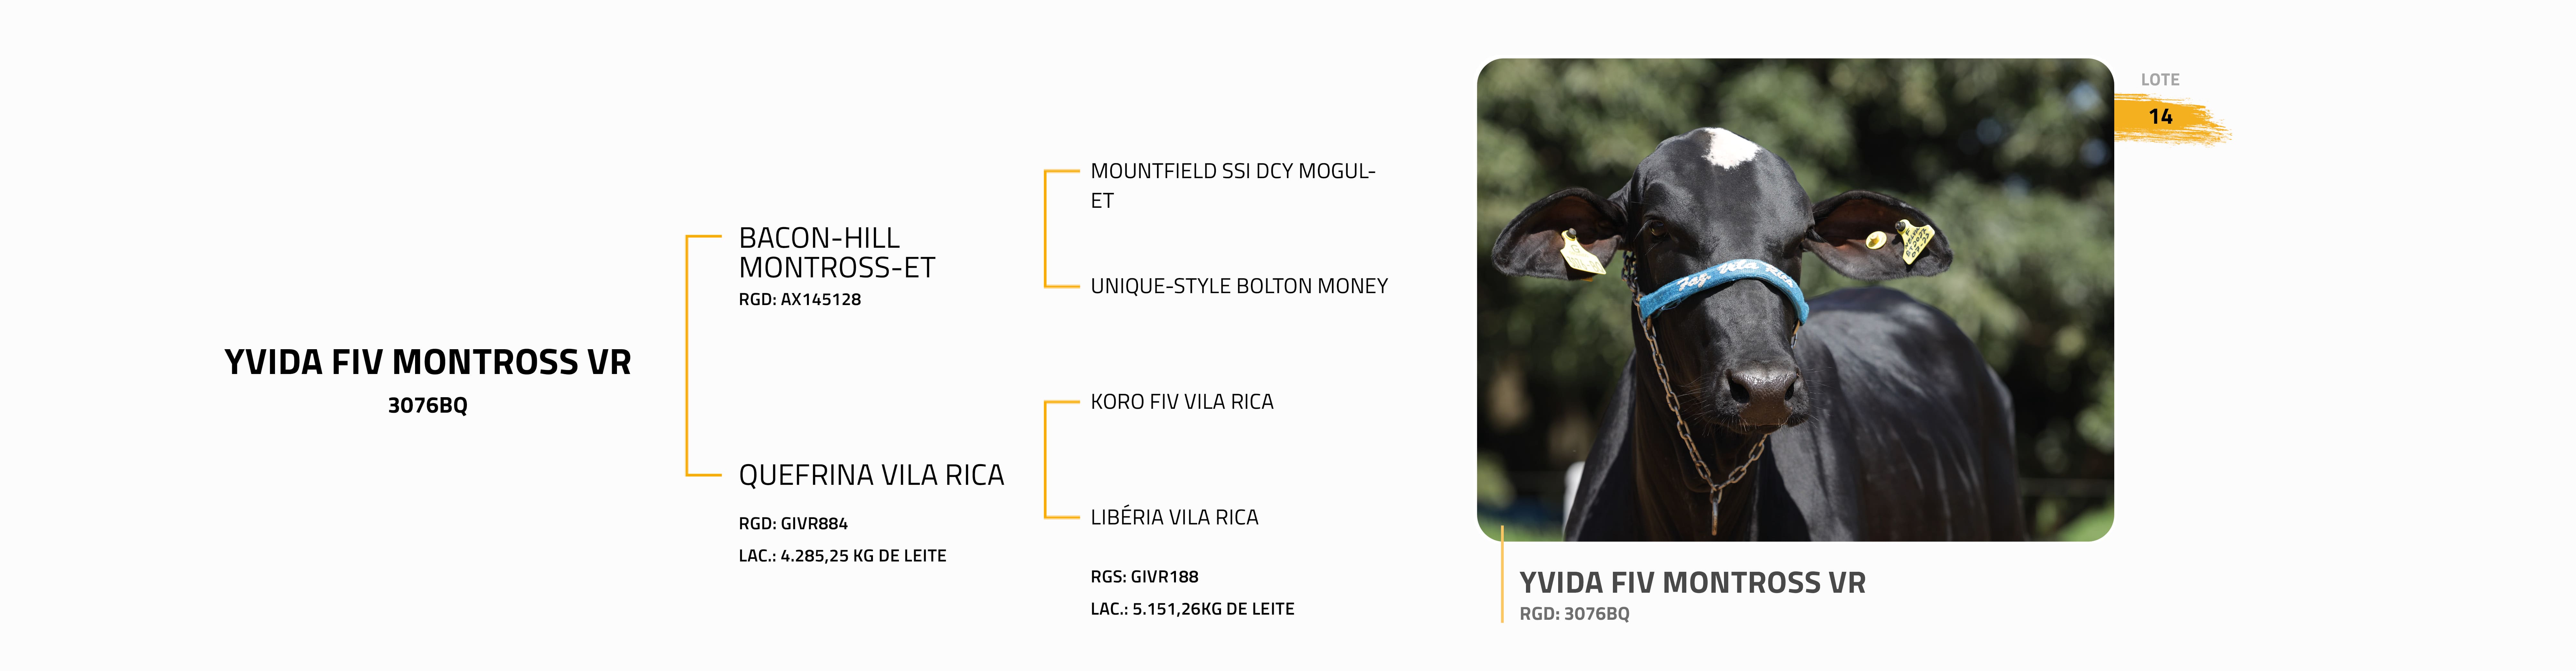 YVIDA FIV MONTROSS VR
3076BQ
BACON-HILL
MONTROSS-ET
RGD: AX145128
QUEFRINA VILA RICA
RGD: GIVR884
LAC.: 4.285,25 KG DE LEITE
MOUNTFIELD SSI DCY MOGUL-
ET
UNIQUE-STYLE BOLTON MONEY
KORO FIV VILA RICA
LIBÉRIA VILA RICA
RGS: GIVR188
LAC.: 5.151,26KG DE LEITE
LOTE
14
Faz. Vila Rica
YVIDA FIV MONTROSS VR
RGD: 3076BQ